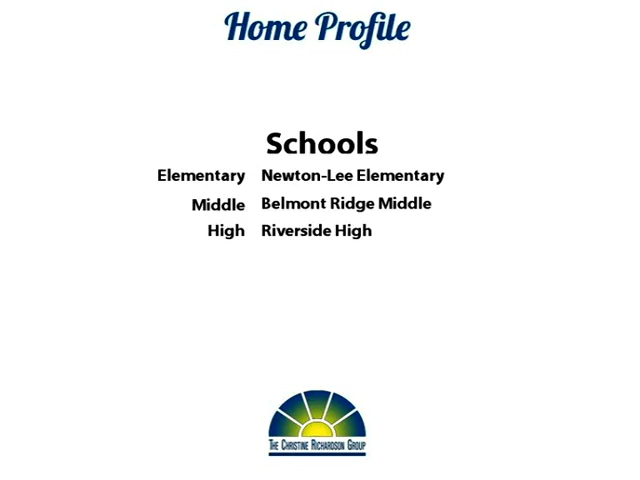 Home Profile
Schools
Elementary Newton-Lee Elementary
Middle Belmont Ridge Middle
High Riverside High
The Christine Richardson Group